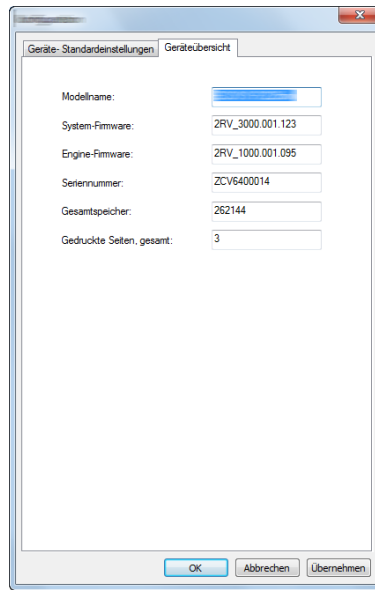 Geräte- Standardeinstellungen Geräteübersicht
Modellname:
System-Firmware: 2RV_3000.001.123
Engine-Firmware: 2RV_1000.001.095
Seriennummer: ZCV6400014
Gesamtspeicher: 262144
Gedruckte Seiten, gesamt: 3
OK Abbrechen Übernehmen